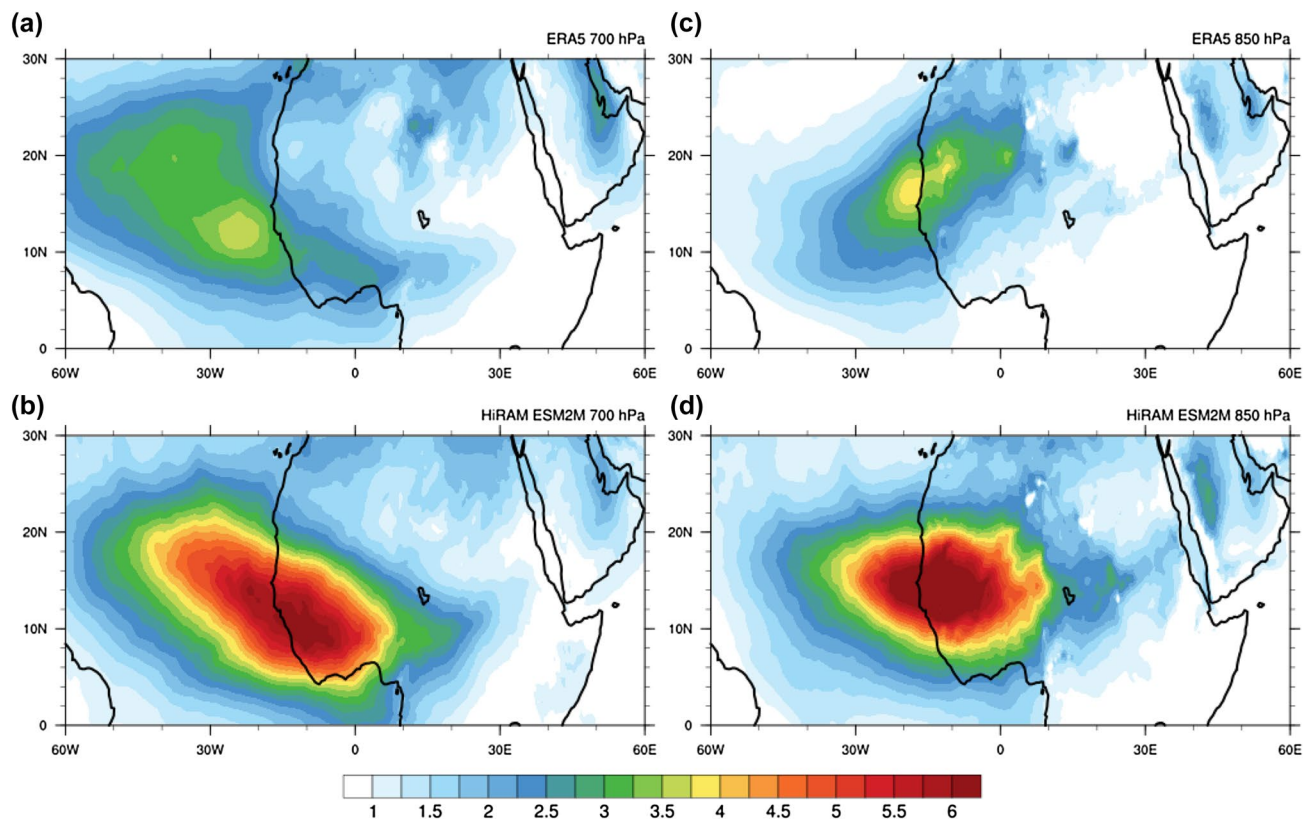 (a)
ERA5 700 hPa
30N
20N
10N
0
60W 30W 0 30E 60E
(c)
ERA5 850 hPa
30N
20N
10N
0
60W 30W 0 30E 60E
(b)
HiRAM ESM2M 700 hPa
30N
20N
10N
0
60W 30W 0 30E 60E
(d)
HiRAM ESM2M 850 hPa
30N
20N
10N
0
60W 30W 0 30E 60E
1 1.5 2 2.5 3 3.5 4 4.5 5 5.5 6